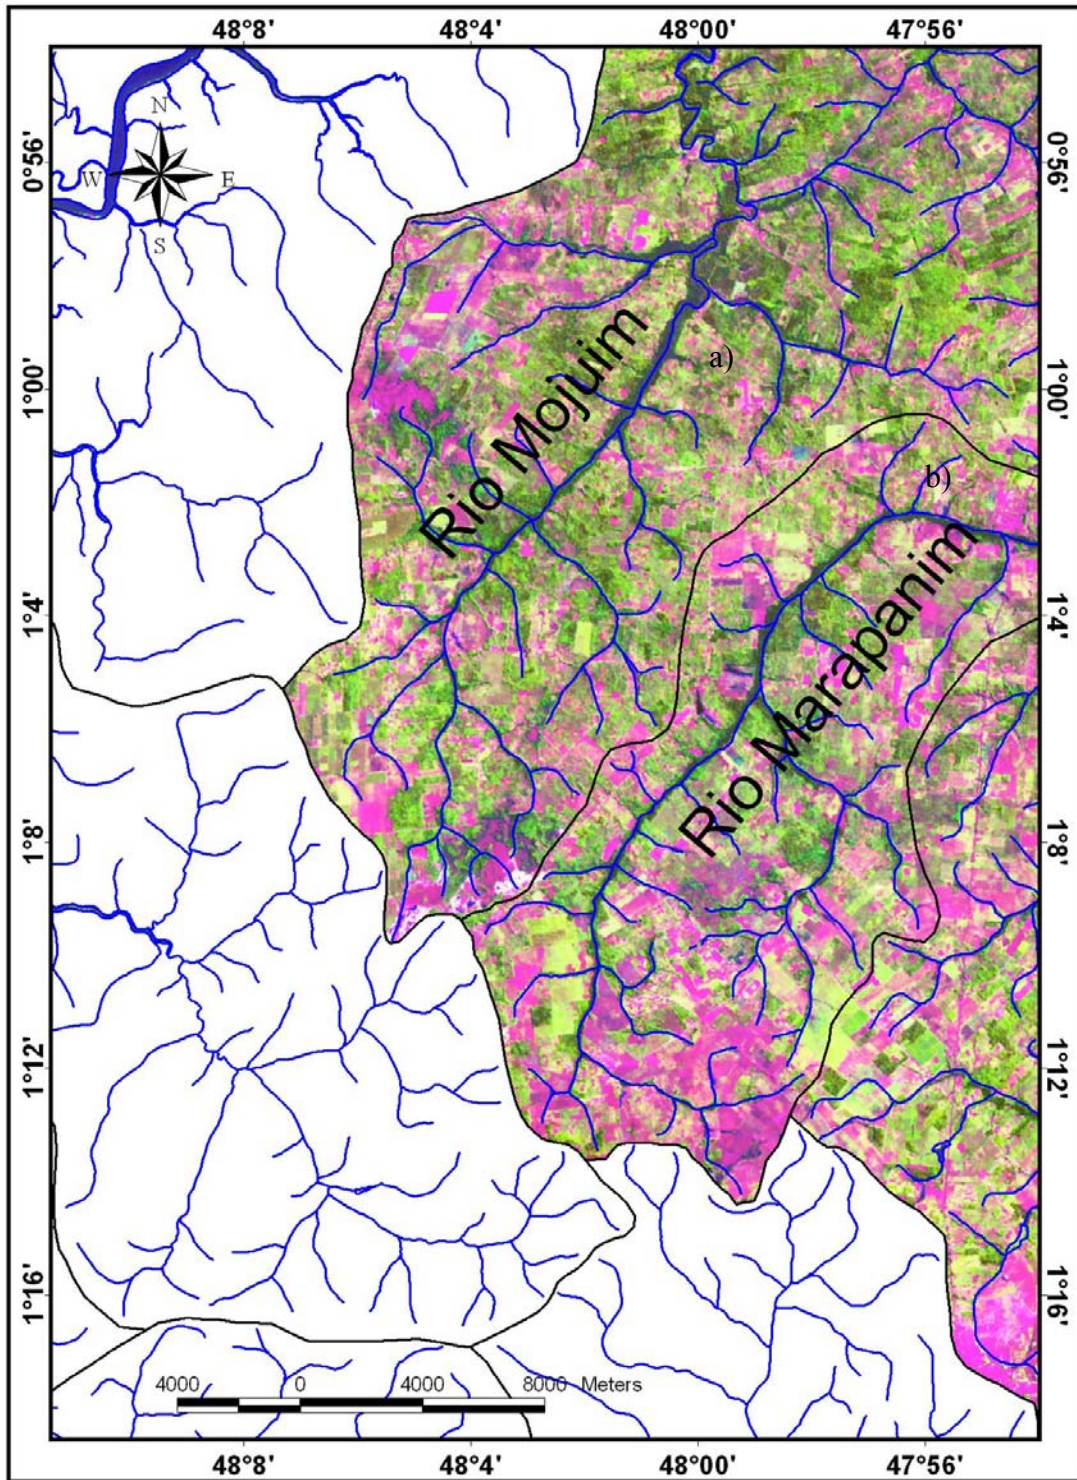 48°8' 48°4' 48°00' 47°56'
N
W E
S
0°56' 0°56'
Rio Mojuim
a)
1°00' 1°00'
b)
Rio Marapanim
1°4' 1°4'
1°8' 1°8'
1°12' 1°12'
1°16' 1°16'
4000 0 4000 8000 Meters
48°8' 48°4' 48°00' 47°56'